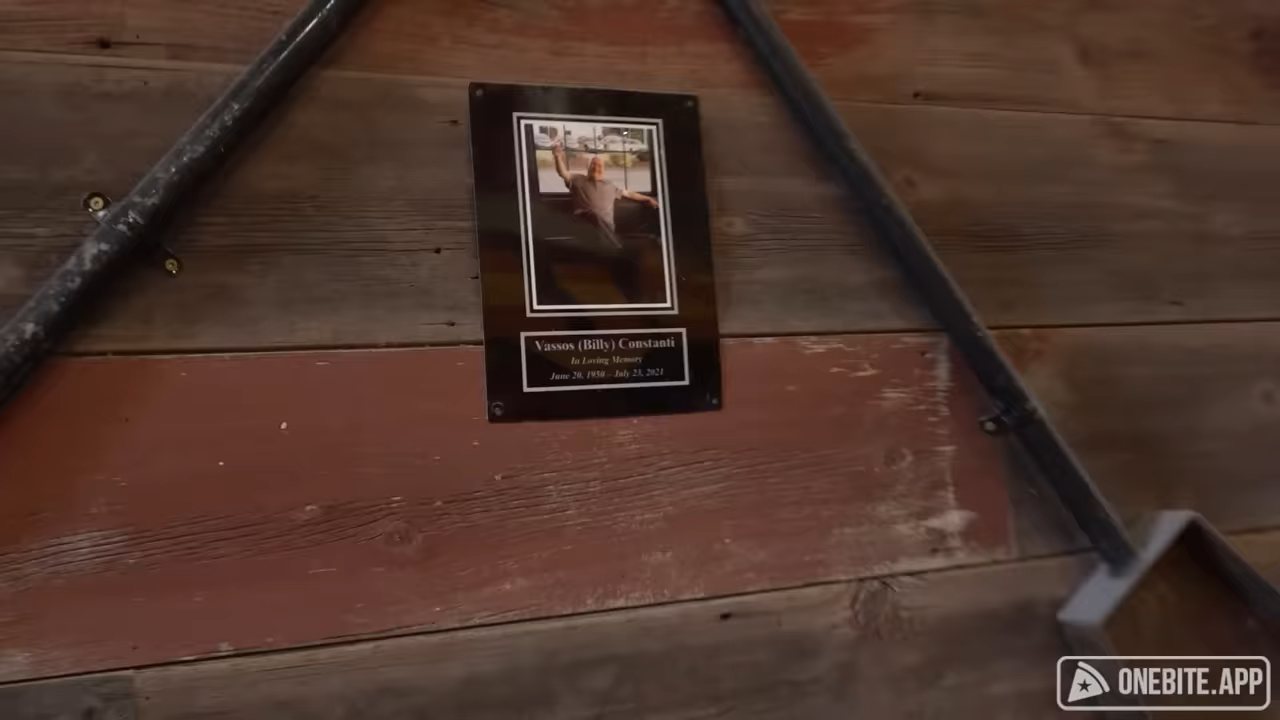 Vassos (Billy) Constanti
In Loving Memory
June 20, 1950 – July 23, 2021
ONEBITE.APP